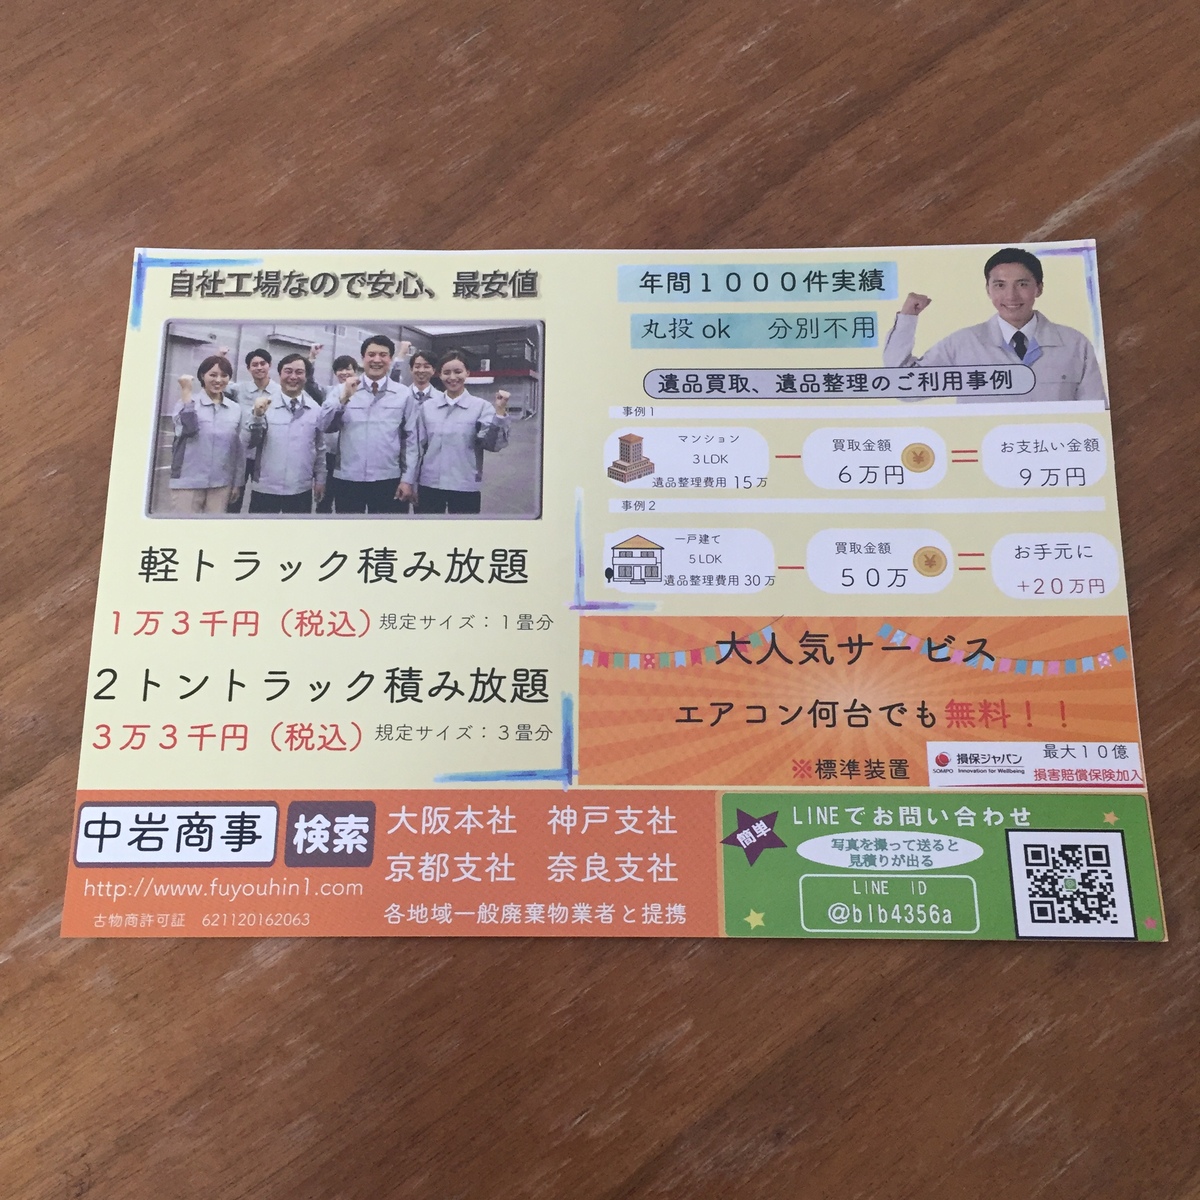 自社工場なので安心、最安値
軽トラック積み放題
1万3千円（税込）規定サイズ：1畳分
2トントラック積み放題
3万3千円（税込）規定サイズ：3畳分
年間1000件実績
丸投ok 分別不用
遺品買取、遺品整理のご利用事例
事例1
マンション
3LDK
遺品整理費用 15万
−
買取金額
6万円
¥
=
お支払い金額
9万円
事例2
一戸建て
5LDK
遺品整理費用 30万
−
買取金額
50万
¥
=
お手元に
+20万円
大人気サービス
エアコン何台でも無料！！
※標準装置
SOMPO
損保ジャパン
Innovation for Wellbeing
最大10億
損害賠償保険加入
中岩商事 検索
http://www.fuyouhin1.com
古物商許可証 621120162063
大阪本社 神戸支社
京都支社 奈良支社
各地域一般廃棄物業者と提携
簡単
LINEでお問い合わせ
写真を撮って送ると
見積りが出る
LINE ID
@blb4356a